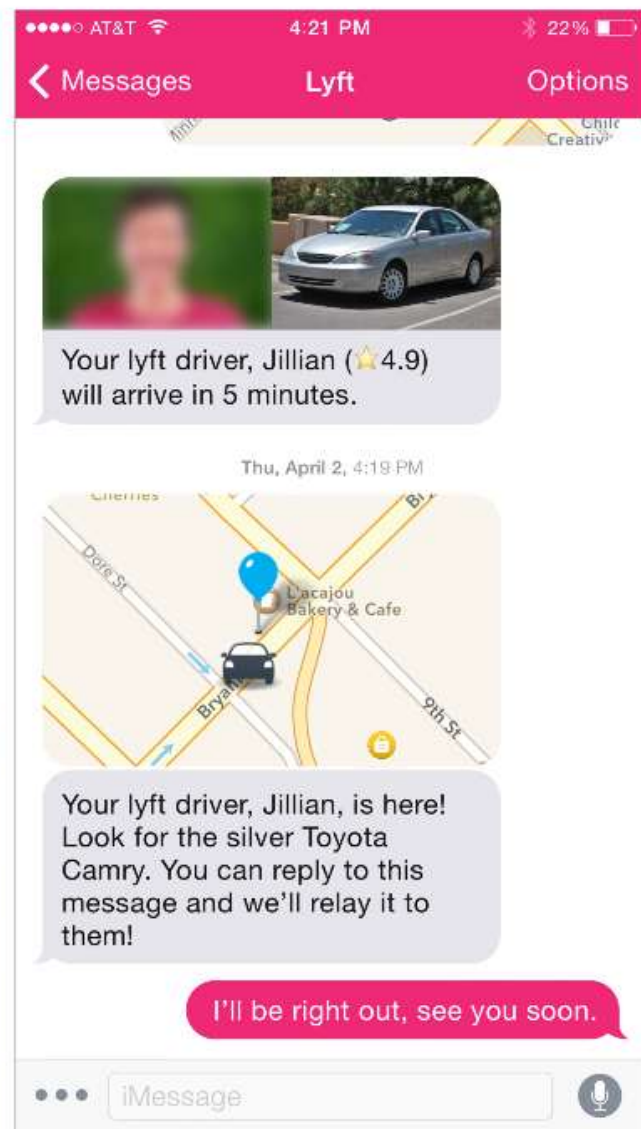 AT&T 4:21 PM 22%
Messages Lyft Options
Creativ
Your lyft driver, Jillian (⭐4.9)
will arrive in 5 minutes.
Thu, April 2, 4:19 PM
Cherries
Dore St
L'acajou
Bakery & Cafe
9th St
Your lyft driver, Jillian, is here!
Look for the silver Toyota
Camry. You can reply to this
message and we'll relay it to
them!
I'll be right out, see you soon.
iMessage